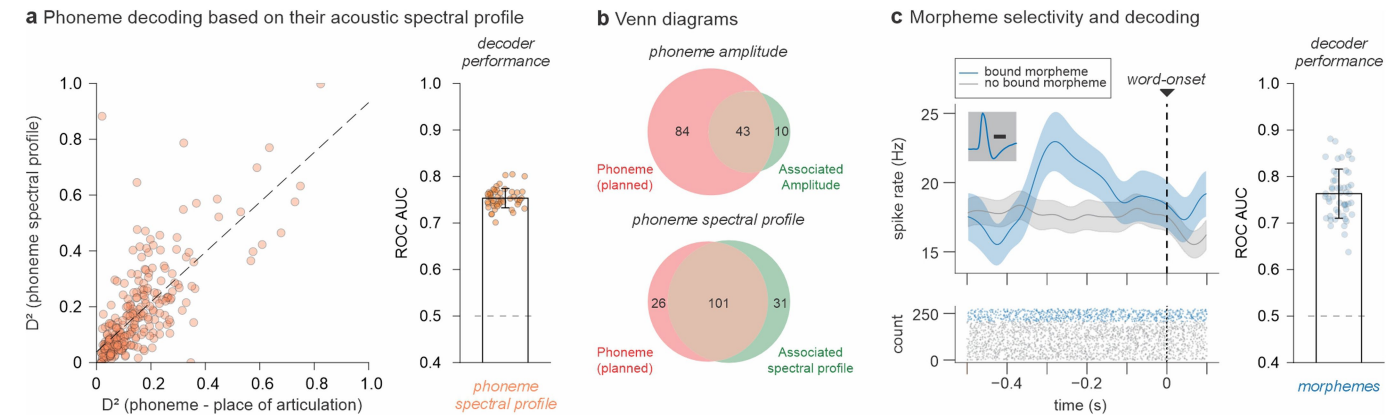 a Phoneme decoding based on their acoustic spectral profile
D² (phoneme spectral profile)
1.0
0.8
0.6
0.4
0.2
0
0
0.2
0.4
0.6
0.8
1.0
D² (phoneme - place of articulation)
decoder
performance
ROC AUC
1.0
0.9
0.8
0.7
0.6
0.5
0.4
phoneme
spectral profile
b Venn diagrams
phoneme amplitude
84
43
10
Phoneme
(planned)
Associated
Amplitude
phoneme spectral profile
26
101
31
Phoneme
(planned)
Associated
spectral profile
c Morpheme selectivity and decoding
bound morpheme
no bound morpheme
word-onset
spike rate (Hz)
25
20
15
count
250
0
−0.4
−0.2
0
time (s)
decoder
performance
ROC AUC
1.0
0.9
0.8
0.7
0.6
0.5
0.4
morphemes